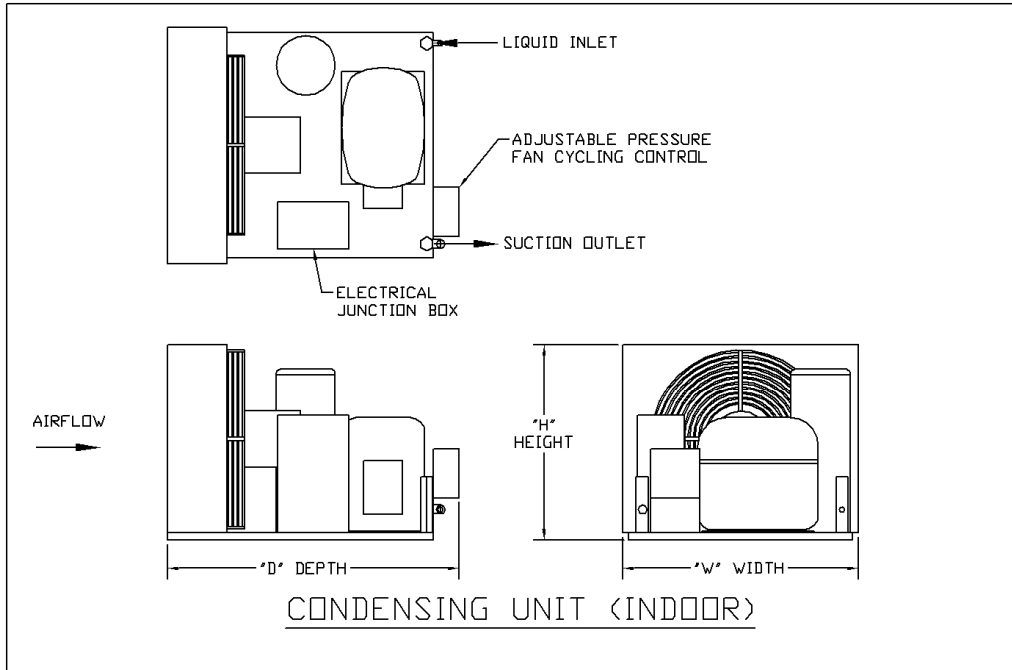 LIQUID INLET
ADJUSTABLE PRESSURE
FAN CYCLING CONTROL
SUCTION OUTLET
ELECTRICAL
JUNCTION BOX
AIRFLOW
"H"
HEIGHT
"D" DEPTH
"W" WIDTH
CONDENSING UNIT (INDOOR)